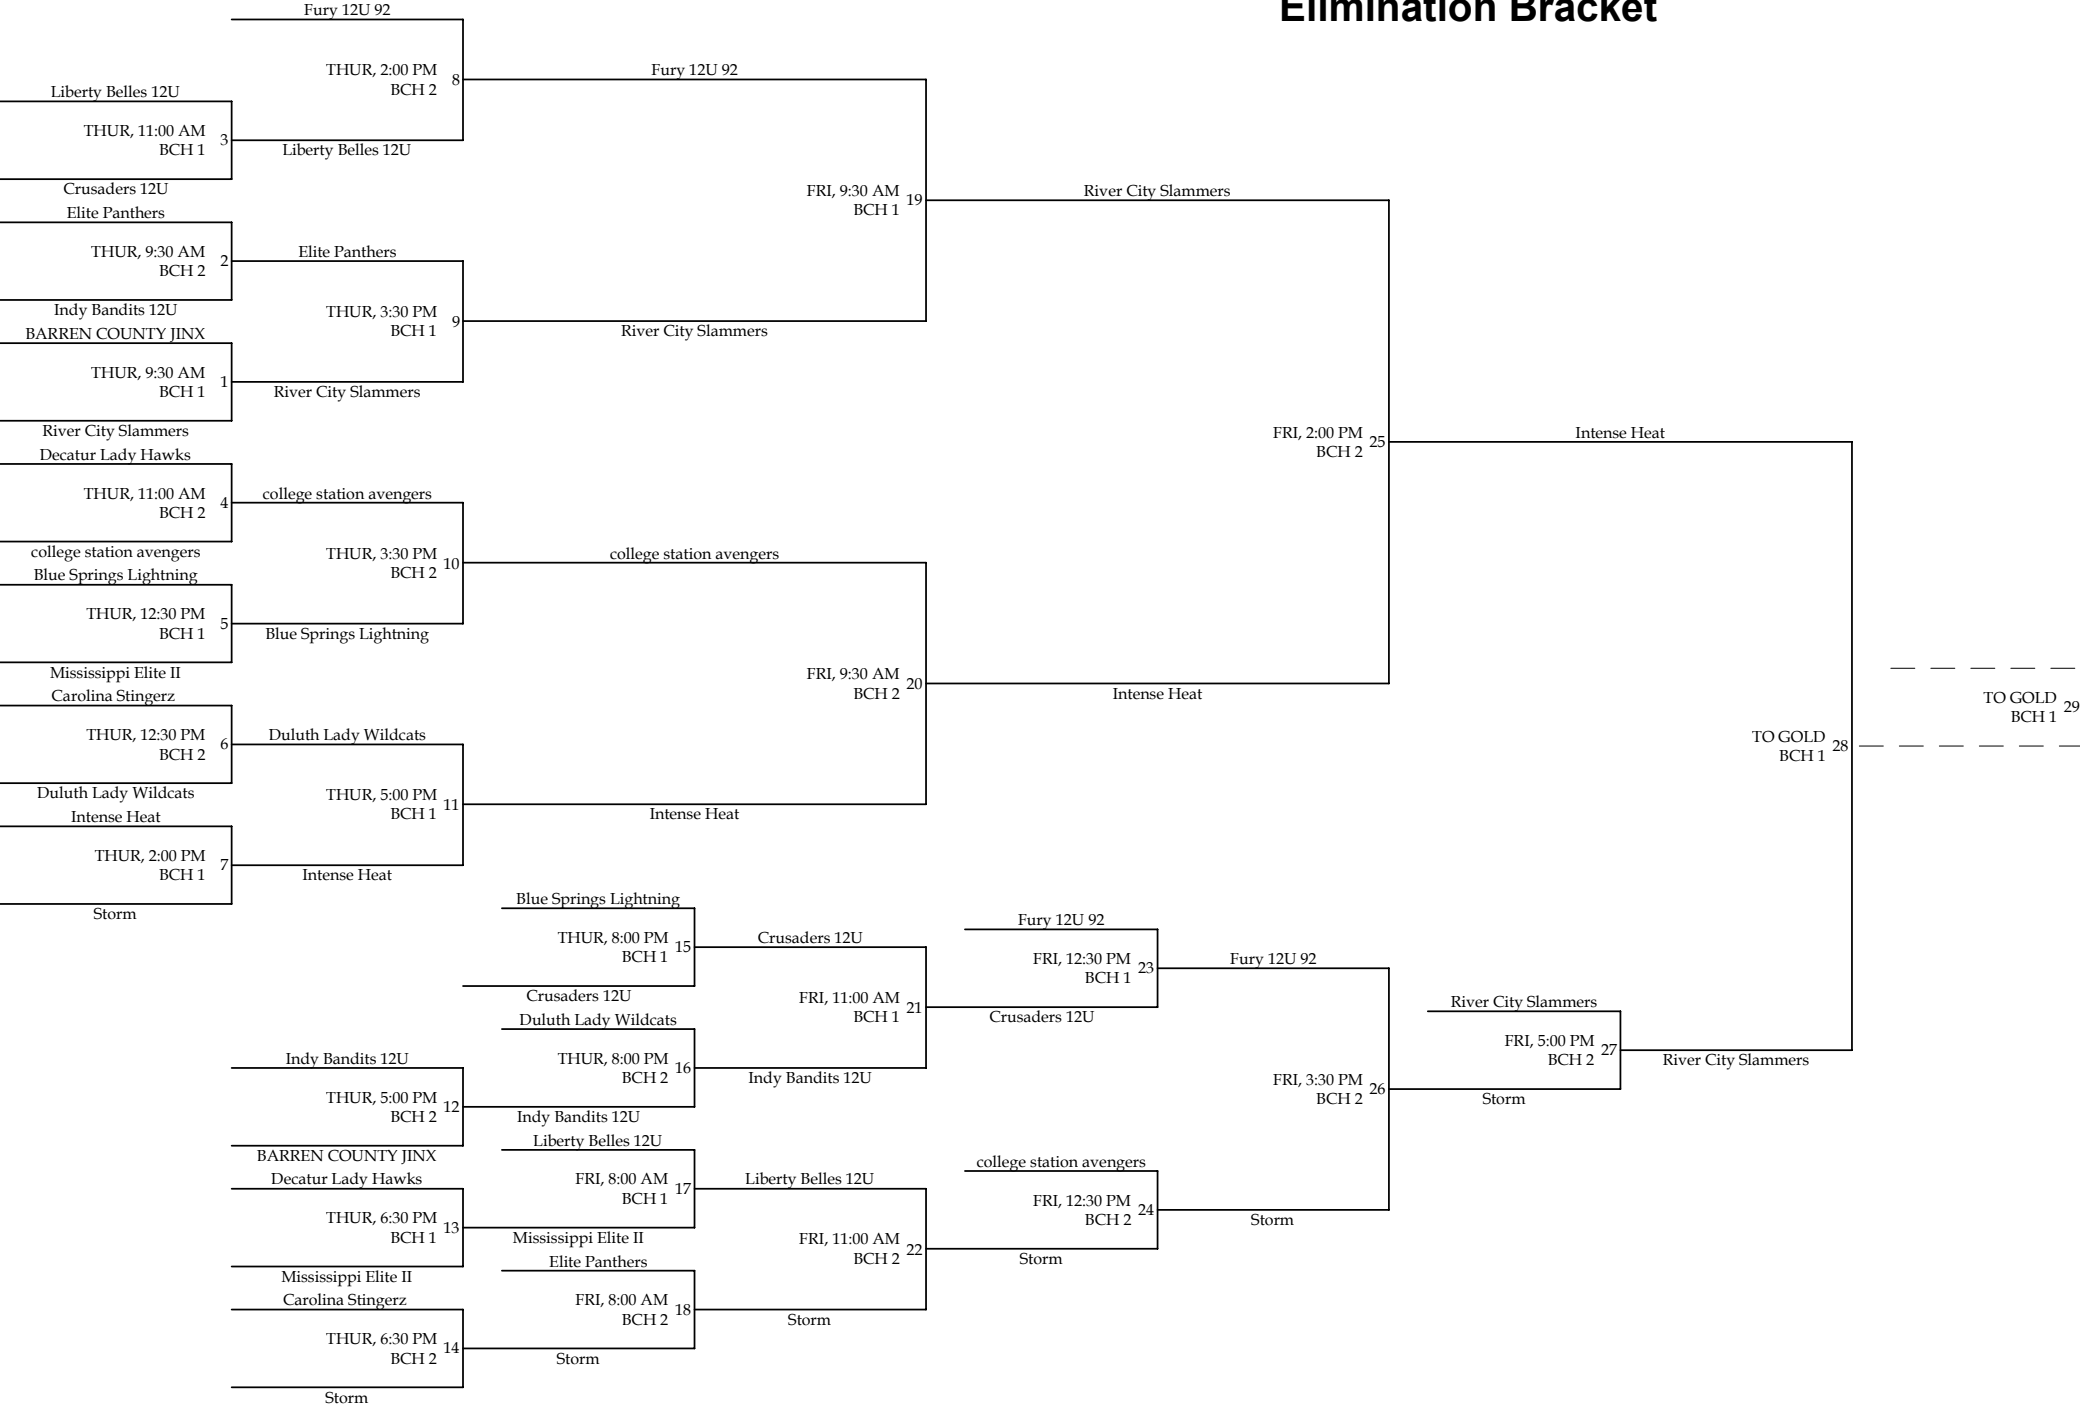 Elimination Bracket
Fury 12U 92
THUR, 2:00 PM
BCH 2
8
Fury 12U 92
Liberty Belles 12U
THUR, 11:00 AM
BCH 1
3
Liberty Belles 12U
Crusaders 12U
FRI, 9:30 AM
BCH 1
19
River City Slammers
Elite Panthers
THUR, 9:30 AM
BCH 2
2
Elite Panthers
Indy Bandits 12U
THUR, 3:30 PM
BCH 1
9
River City Slammers
BARREN COUNTY JINX
THUR, 9:30 AM
BCH 1
1
River City Slammers
River City Slammers
FRI, 2:00 PM
BCH 2
25
Intense Heat
Decatur Lady Hawks
THUR, 11:00 AM
BCH 2
4
college station avengers
college station avengers
THUR, 3:30 PM
BCH 2
10
college station avengers
Blue Springs Lightning
THUR, 12:30 PM
BCH 1
5
Blue Springs Lightning
Mississippi Elite II
FRI, 9:30 AM
BCH 2
20
Intense Heat
Carolina Stingerz
THUR, 12:30 PM
BCH 2
6
Duluth Lady Wildcats
Duluth Lady Wildcats
THUR, 5:00 PM
BCH 1
11
Intense Heat
Intense Heat
THUR, 2:00 PM
BCH 1
7
Intense Heat
Storm
TO GOLD
BCH 1
28
TO GOLD
BCH 1
29
Blue Springs Lightning
THUR, 8:00 PM
BCH 1
15
Crusaders 12U
Crusaders 12U
FRI, 11:00 AM
BCH 1
21
Crusaders 12U
Fury 12U 92
FRI, 12:30 PM
BCH 1
23
Fury 12U 92
Duluth Lady Wildcats
THUR, 8:00 PM
BCH 2
16
Indy Bandits 12U
Indy Bandits 12U
THUR, 5:00 PM
BCH 2
12
Indy Bandits 12U
BARREN COUNTY JINX
River City Slammers
FRI, 5:00 PM
BCH 2
27
River City Slammers
FRI, 3:30 PM
BCH 2
26
Storm
Liberty Belles 12U
FRI, 8:00 AM
BCH 1
17
Liberty Belles 12U
college station avengers
FRI, 12:30 PM
BCH 2
24
Storm
Decatur Lady Hawks
THUR, 6:30 PM
BCH 1
13
Mississippi Elite II
Mississippi Elite II
FRI, 11:00 AM
BCH 2
22
Storm
Elite Panthers
FRI, 8:00 AM
BCH 2
18
Storm
Carolina Stingerz
THUR, 6:30 PM
BCH 2
14
Storm
Storm